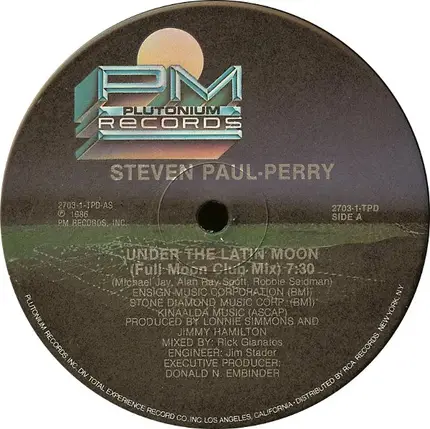 PM
PLUTONIUM
RECORDS
STEVEN PAUL-PERRY
2703-1-TPD-AS
℗ 1986
PM RECORDS, INC.
2703-1-TPD
SIDE A
UNDER THE LATIN MOON
(Full Moon Club Mix) 7:30
(Michael Jay, Alan Roy Scott, Robbie Seidman)
ENSIGN MUSIC CORPORATION (BMI)
STONE DIAMOND MUSIC CORP. (BMI)
KINAALDA MUSIC (ASCAP)
PRODUCED BY LONNIE SIMMONS AND
JIMMY HAMILTON
MIXED BY: Rick Gianatos
ENGINEER: Jim Stader
EXECUTIVE PRODUCER:
DONALD N. EMBINDER
PLUTONIUM RECORDS, INC. DIV. TOTAL EXPERIENCE RECORD CO. INC. LOS ANGELES, CALIFORNIA - DISTRIBUTED BY RCA RECORDS, NEW YORK, NY